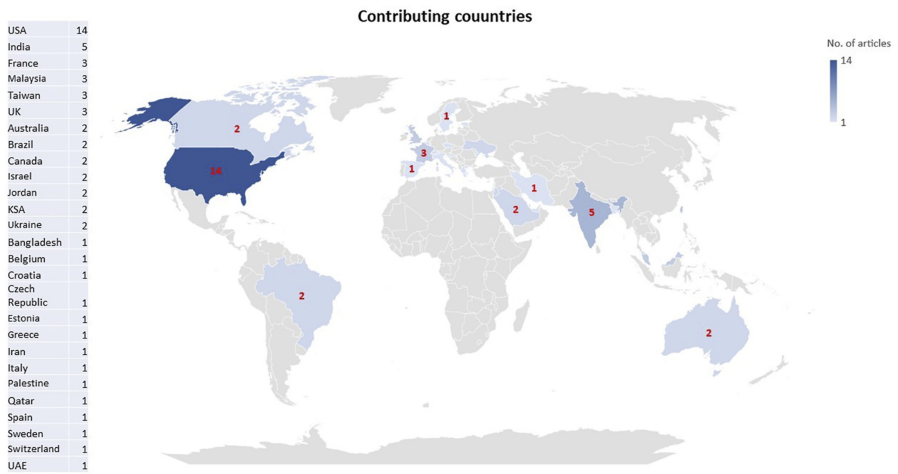 Contributing couuntries
USA 14
India 5
France 3
Malaysia 3
Taiwan 3
UK 3
Australia 2
Brazil 2
Canada 2
Israel 2
Jordan 2
KSA 2
Ukraine 2
Bangladesh 1
Belgium 1
Croatia 1
Czech
Republic 1
Estonia 1
Greece 1
Iran 1
Italy 1
Palestine 1
Qatar 1
Spain 1
Sweden 1
Switzerland 1
UAE 1
No. of articles
14
1
1
2
3
1
14
1
2
5
2
2